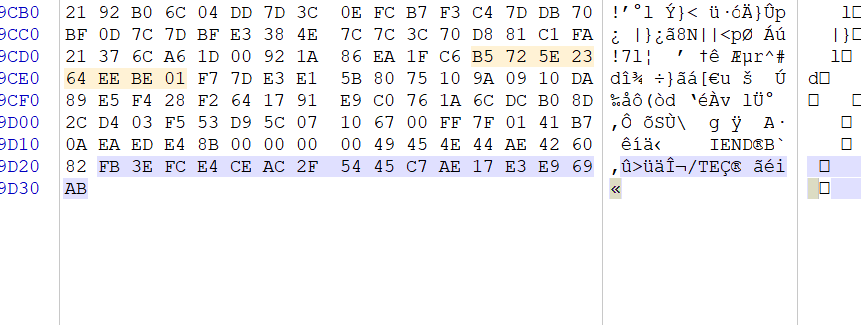 9CB0 21 92 B0 6C 04 DD 7D 3C 0E FC B7 F3 C4 7D DB 70 !’°l Ý}< ü·óÄ}Ûp l□
9CC0 BF 0D 7C 7D BF E3 38 4E 7C 7C 3C 70 D8 81 C1 FA ¿ |}¿ã8N||<pØ Áú |}□
9CD0 21 37 6C A6 1D 00 92 1A 86 EA 1F C6 B5 72 5E 23 !7l¦ ’ †ê Æµr^# l□
9CE0 64 EE BE 01 F7 7D E3 E1 5B 80 75 10 9A 09 10 DA dî¾ ÷}ãá[€u š Ú d□
9CF0 89 E5 F4 28 F2 64 17 91 E9 C0 76 1A 6C DC B0 8D ‰åô(òd ‘éÀv lÜ° □ □
9D00 2C D4 03 F5 53 D9 5C 07 10 67 00 FF 7F 01 41 B7 ,Ô õSÙ\ g ÿ A· □
9D10 0A EA ED E4 8B 00 00 00 00 49 45 4E 44 AE 42 60 êíä‹ IEND®B` □
9D20 82 FB 3E FC E4 CE AC 2F 54 45 C7 AE 17 E3 E9 69 ‚û>üäÎ¬/TEÇ® ãéi □
9D30 AB « □